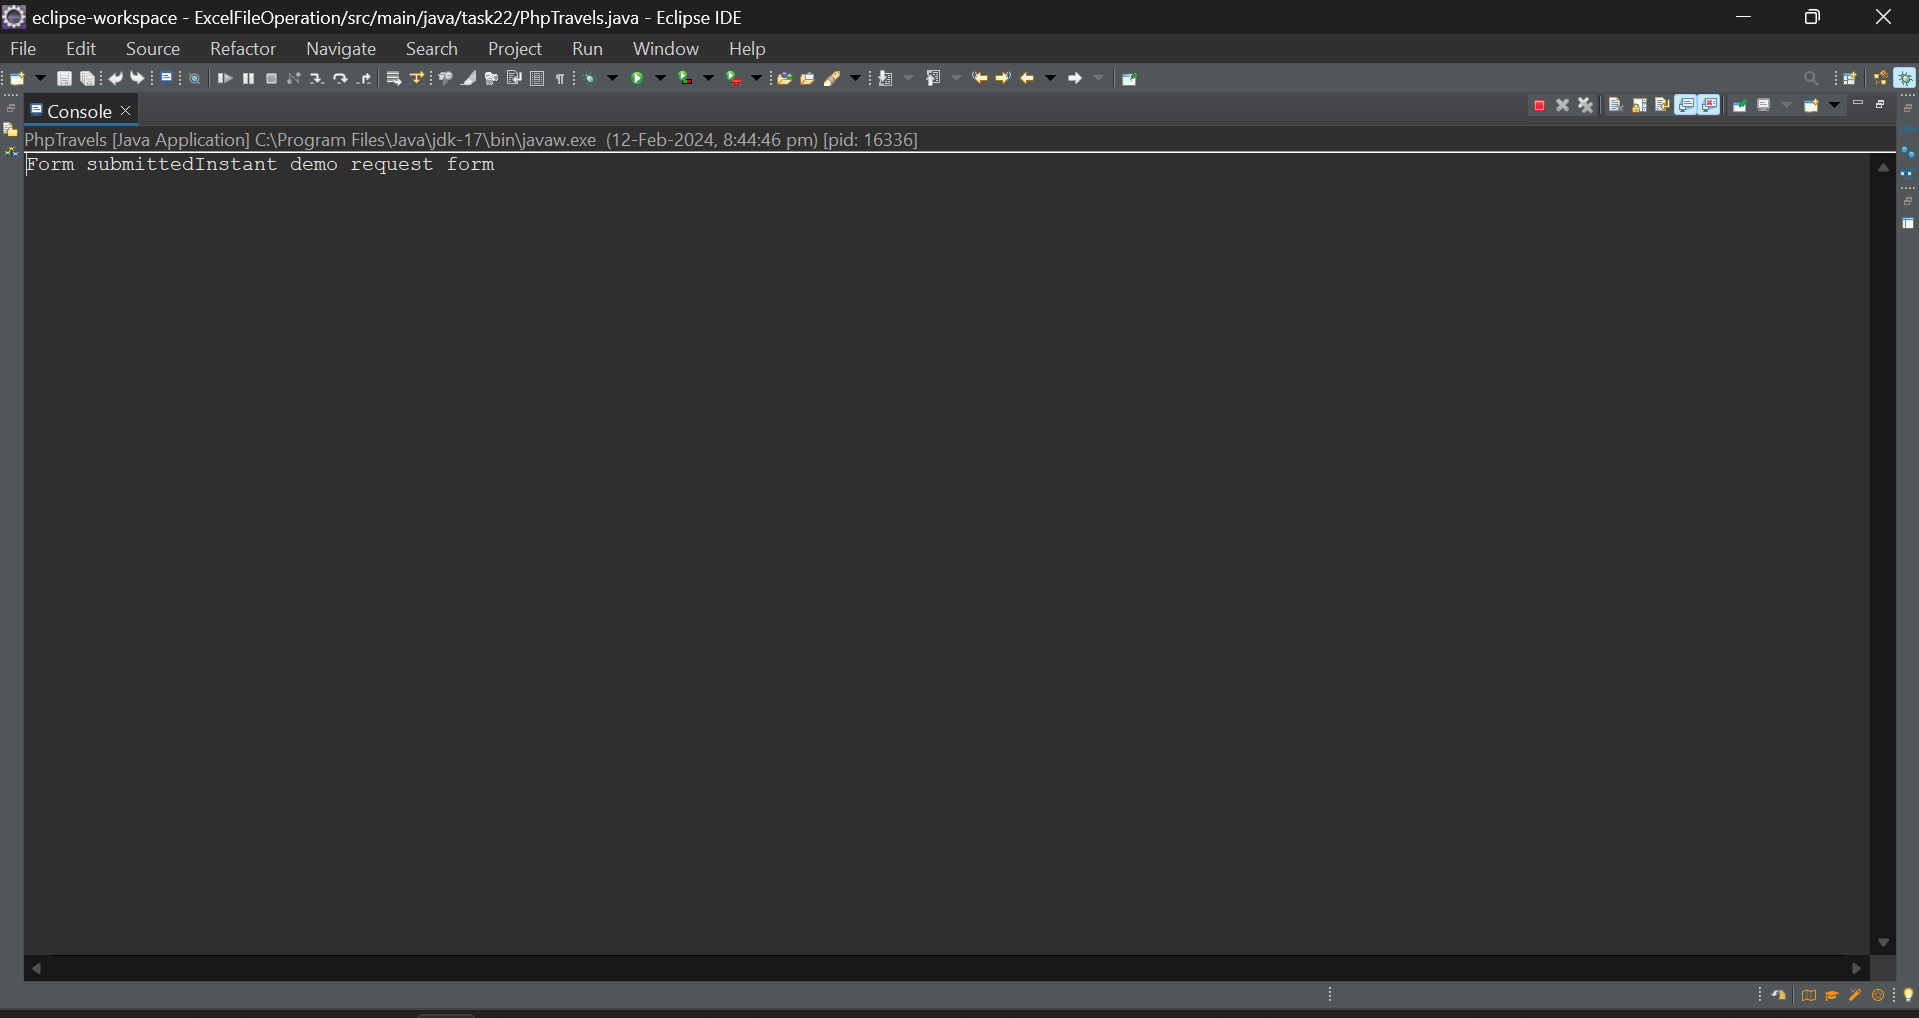 eclipse-workspace - ExcelFileOperation/src/main/java/task22/PhpTravels.java - Eclipse IDE
File Edit Source Refactor Navigate Search Project Run Window Help
Console
PhpTravels [Java Application] C:\Program Files\Java\jdk-17\bin\javaw.exe (12-Feb-2024, 8:44:46 pm) [pid: 16336]
Form submittedInstant demo request form